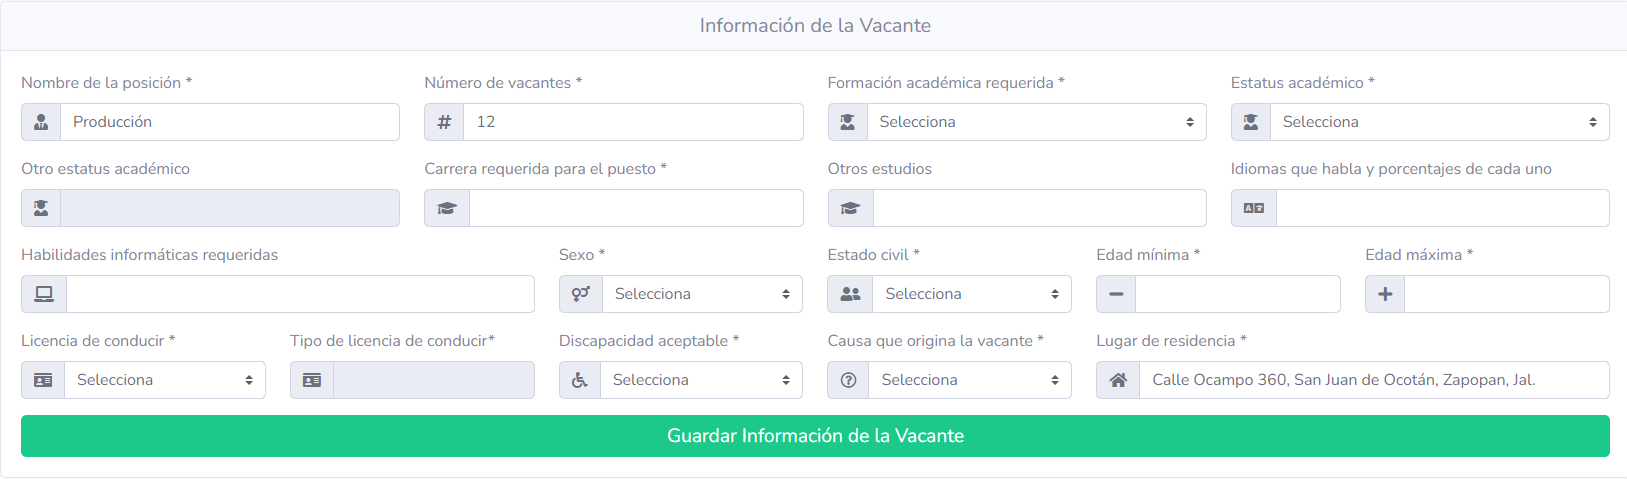 Información de la Vacante
Nombre de la posición * Número de vacantes * Formación académica requerida * Estatus académico *
Producción 12 Selecciona Selecciona
Otro estatus académico Carrera requerida para el puesto * Otros estudios Idiomas que habla y porcentajes de cada uno
Habilidades informáticas requeridas Sexo * Estado civil * Edad mínima * Edad máxima *
Selecciona Selecciona
Licencia de conducir * Tipo de licencia de conducir* Discapacidad aceptable * Causa que origina la vacante * Lugar de residencia *
Selecciona Selecciona Selecciona Calle Ocampo 360, San Juan de Ocotán, Zapopan, Jal.
Guardar Información de la Vacante